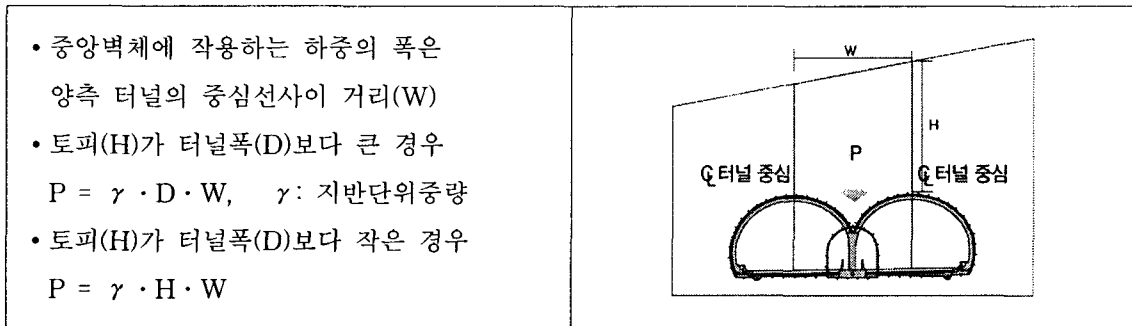 • 중앙벽체에 작용하는 하중의 폭은
양측 터널의 중심선사이 거리(W)
• 토피(H)가 터널폭(D)보다 큰 경우
P = γ · D · W, γ : 지반단위중량
• 토피(H)가 터널폭(D)보다 작은 경우
P = γ · H · W
W
H
P
℄ 터널 중심
℄ 터널 중심